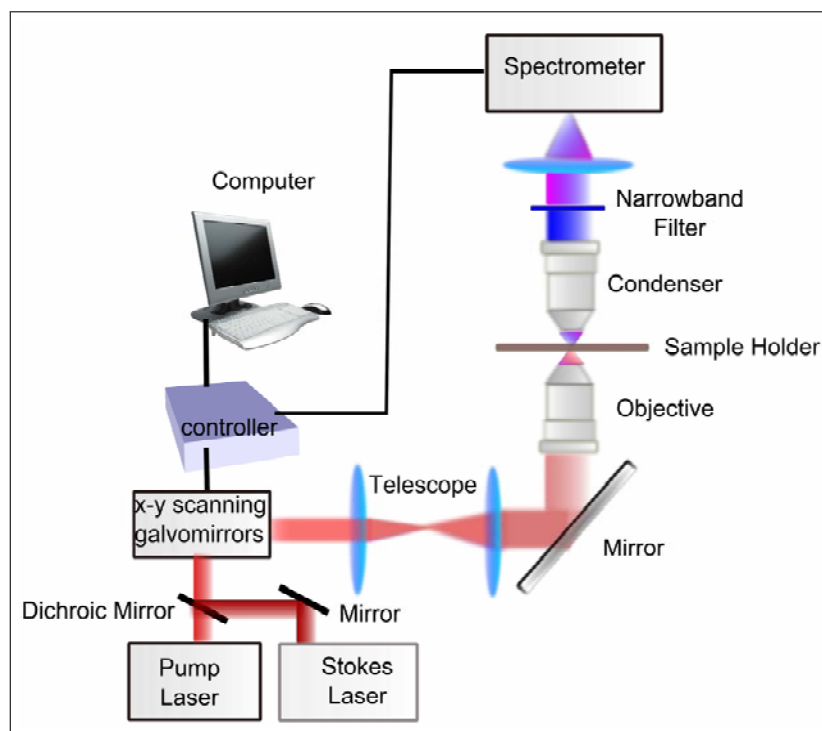 Spectrometer
Computer
Narrowband
Filter
Condenser
Sample Holder
Objective
controller
Telescope
x-y scanning
galvomirrors
Mirror
Dichroic Mirror
Mirror
Pump
Laser
Stokes
Laser